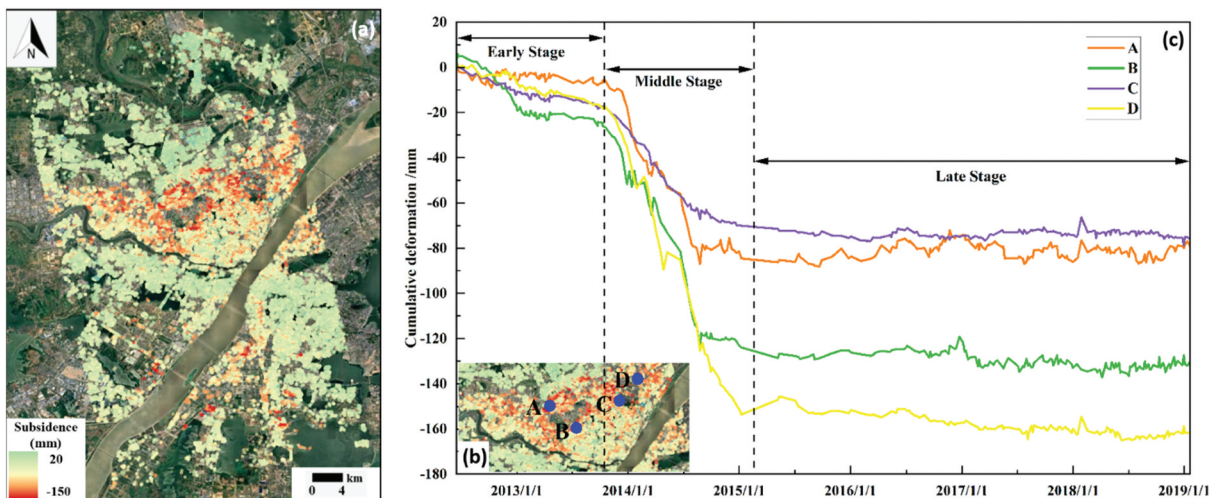 (a)
N
Subsidence
(mm)
20
-150
0 km
4
(c)
Early Stage
Middle Stage
Late Stage
A
B
C
D
Cumulative deformation /mm
20
0
-20
-40
-60
-80
-100
-120
-140
-160
-180
2013/1/1 2014/1/1 2015/1/1 2016/1/1 2017/1/1 2018/1/1 2019/1/1
(b)
A
B
C
D